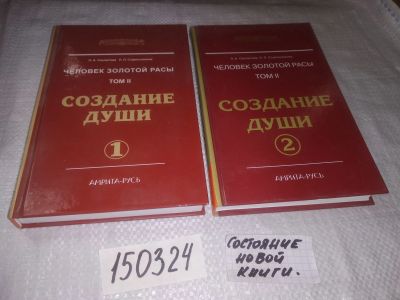 ЧЕЛОВЕК ЗОЛОТОЙ РАСЫ
ТОМ II
СОЗДАНИЕ
ДУШИ
1
АМРИТА-РУСЬ
ЧЕЛОВЕК ЗОЛОТОЙ РАСЫ
ТОМ II
СОЗДАНИЕ
ДУШИ
2
АМРИТА-РУСЬ
150324
СОСТОЯНИЕ
НОВОЙ
КНИГИ.